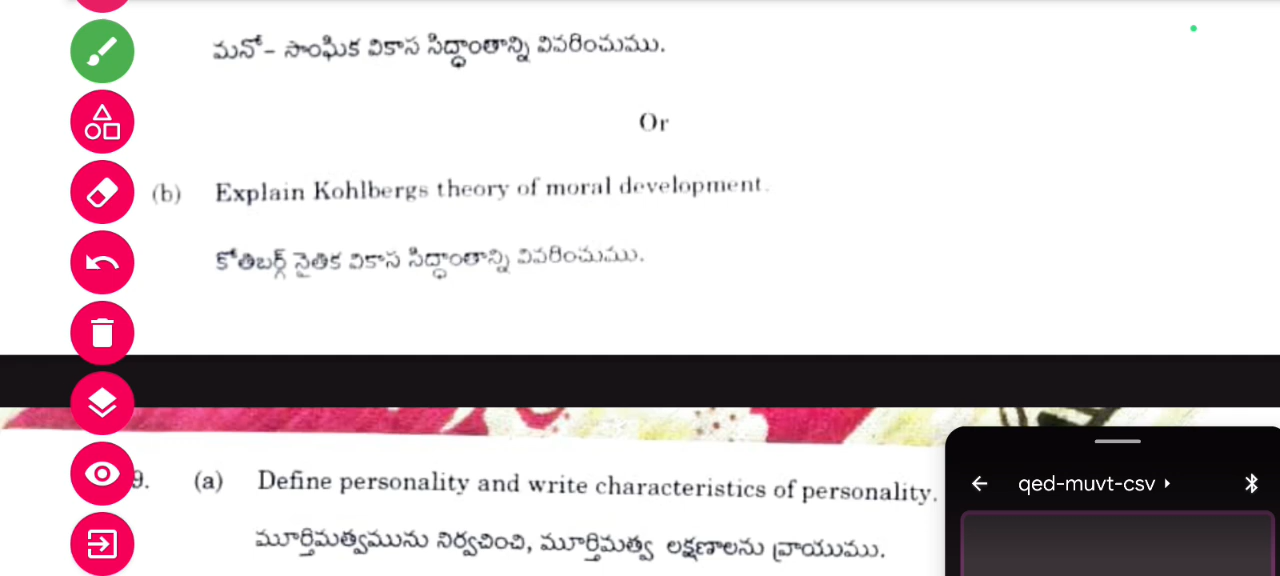 మనో- సాంఘిక వికాస సిద్ధాంతాన్ని వివరించుము.
Or
(b) Explain Kohlbergs theory of moral development.
కోతిబర్గ్ నైతిక వికాస సిద్ధాంతాన్ని వివరించుము.
9. (a) Define personality and write characteristics of personality.
మూర్తిమత్వమును నిర్వచించి, మూర్తిమత్వ లక్షణాలను వ్రాయుము.
qed-muvt-csv